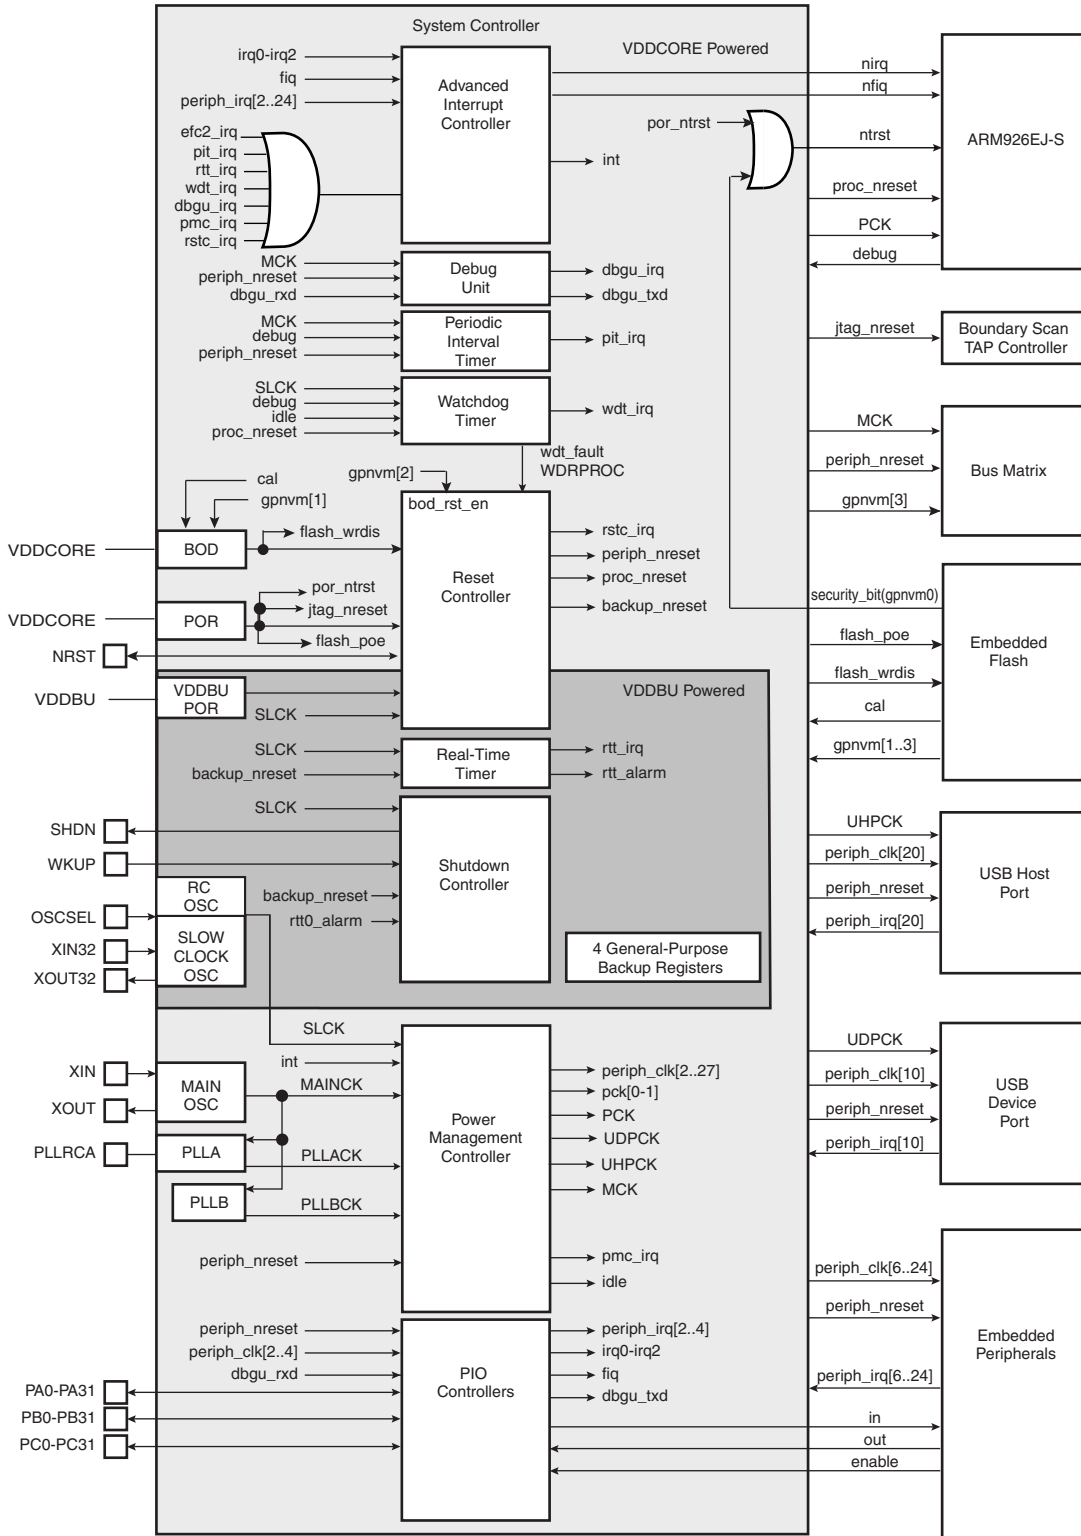 System Controller
VDDCORE Powered
irq0-irq2
fiq
periph_irq[2..24]
efc2_irq
pit_irq
rtt_irq
wdt_irq
dbgu_irq
pmc_irq
rstc_irq
Advanced
Interrupt
Controller
int
por_ntrst
nirq
nfiq
ntrst
proc_nreset
PCK
debug
ARM926EJ-S
MCK
periph_nreset
dbgu_rxd
Debug
Unit
dbgu_irq
dbgu_txd
MCK
debug
periph_nreset
Periodic
Interval
Timer
pit_irq
jtag_nreset
Boundary Scan
TAP Controller
SLCK
debug
idle
proc_nreset
Watchdog
Timer
wdt_irq
wdt_fault
WDRPROC
MCK
periph_nreset
gpnvm[3]
Bus Matrix
cal
gpnvm[1]
gpnvm[2]
bod_rst_en
VDDCORE
BOD
flash_wrdis
Reset
Controller
rstc_irq
periph_nreset
proc_nreset
backup_nreset
VDDCORE
POR
por_ntrst
jtag_nreset
flash_poe
NRST
security_bit(gpnvm0)
flash_poe
flash_wrdis
cal
gpnvm[1..3]
Embedded
Flash
VDDBU
VDDBU
POR
SLCK
VDDBU Powered
SLCK
backup_nreset
Real-Time
Timer
rtt_irq
rtt_alarm
SLCK
SHDN
WKUP
backup_nreset
rtt0_alarm
Shutdown
Controller
4 General-Purpose
Backup Registers
UHPCK
periph_clk[20]
periph_nreset
periph_irq[20]
USB Host
Port
RC
OSC
OSCSEL
XIN32
XOUT32
SLOW
CLOCK
OSC
SLCK
int
XIN
XOUT
MAIN
OSC
MAINCK
PLLRCA
PLLA
PLLACK
PLLB
PLLBCK
periph_nreset
Power
Management
Controller
periph_clk[2..27]
pck[0-1]
PCK
UDPCK
UHPCK
MCK
pmc_irq
idle
UDPCK
periph_clk[10]
periph_nreset
periph_irq[10]
USB
Device
Port
periph_nreset
periph_clk[2..4]
dbgu_rxd
PA0-PA31
PB0-PB31
PC0-PC31
PIO
Controllers
periph_irq[2..4]
irq0-irq2
fiq
dbgu_txd
periph_clk[6..24]
periph_nreset
periph_irq[6..24]
in
out
enable
Embedded
Peripherals